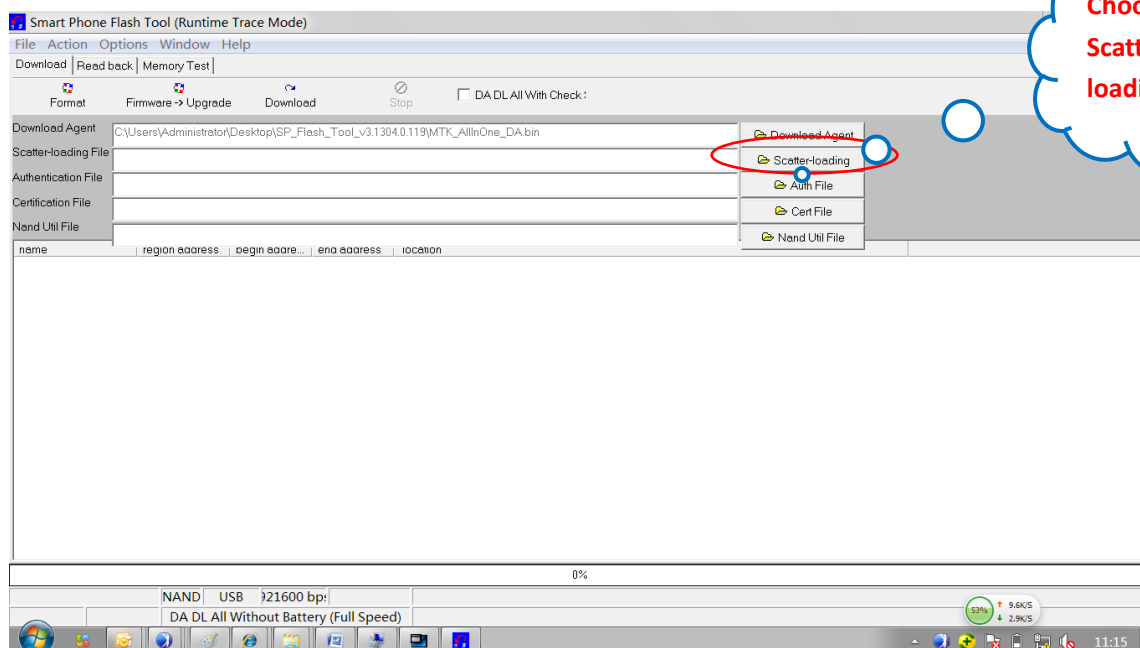 Smart Phone Flash Tool (Runtime Trace Mode)
File Action Options Window Help
Download Read back Memory Test
Format Firmware -> Upgrade Download Stop DA DL All With Check
Download Agent C:\Users\Administrator\Desktop\SP_Flash_Tool_v3.1304.0.119\MTK_AllInOne_DA.bin Download Agent
Scatter-loading File Scatter-loading
Authentication File Auth File
Certification File Cert File
Nand Util File Nand Util File
name region address begin addre... end address location
0%
NAND USB 921600 bps
DA DL All Without Battery (Full Speed)
53% 9.6K/S
2.9K/S
11:15